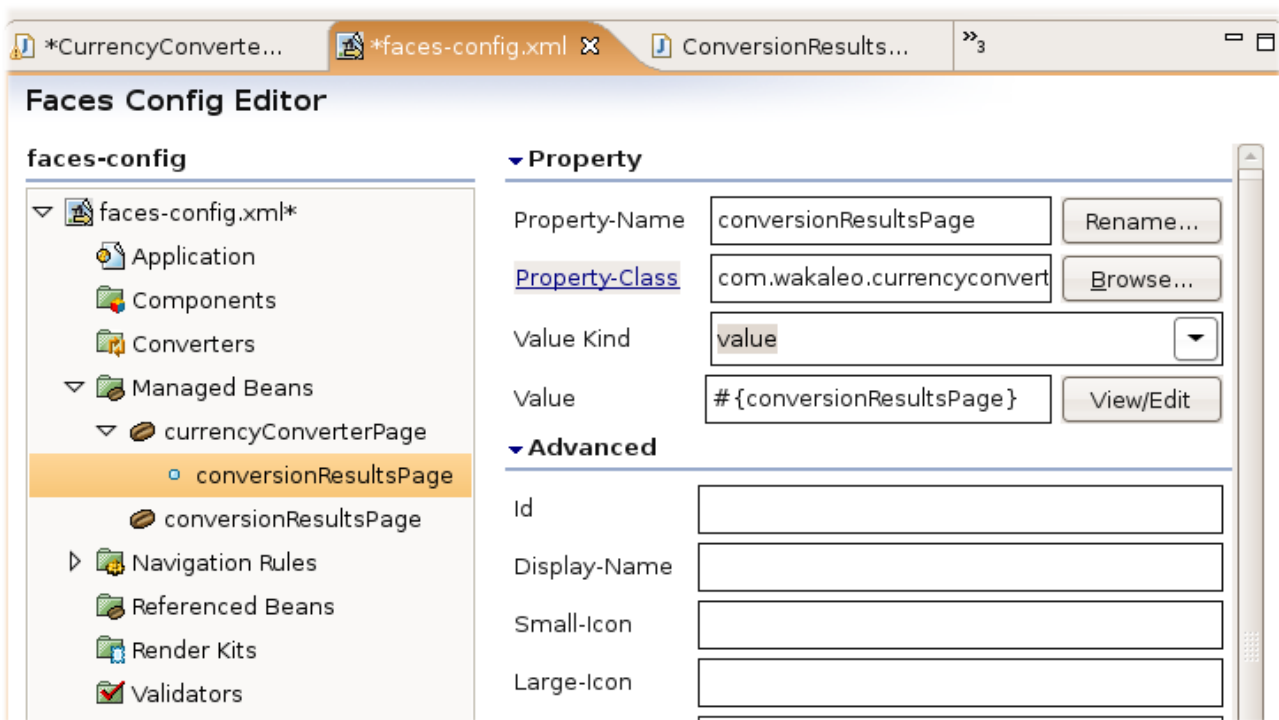 *CurrencyConverte... *faces-config.xml ConversionResults... »3
Faces Config Editor
faces-config
faces-config.xml*
Application
Components
Converters
Managed Beans
currencyConverterPage
conversionResultsPage
conversionResultsPage
Navigation Rules
Referenced Beans
Render Kits
Validators
Property
Property-Name conversionResultsPage Rename...
Property-Class com.wakaleo.currencyconvert Browse...
Value Kind value
Value #{conversionResultsPage} View/Edit
Advanced
Id
Display-Name
Small-Icon
Large-Icon